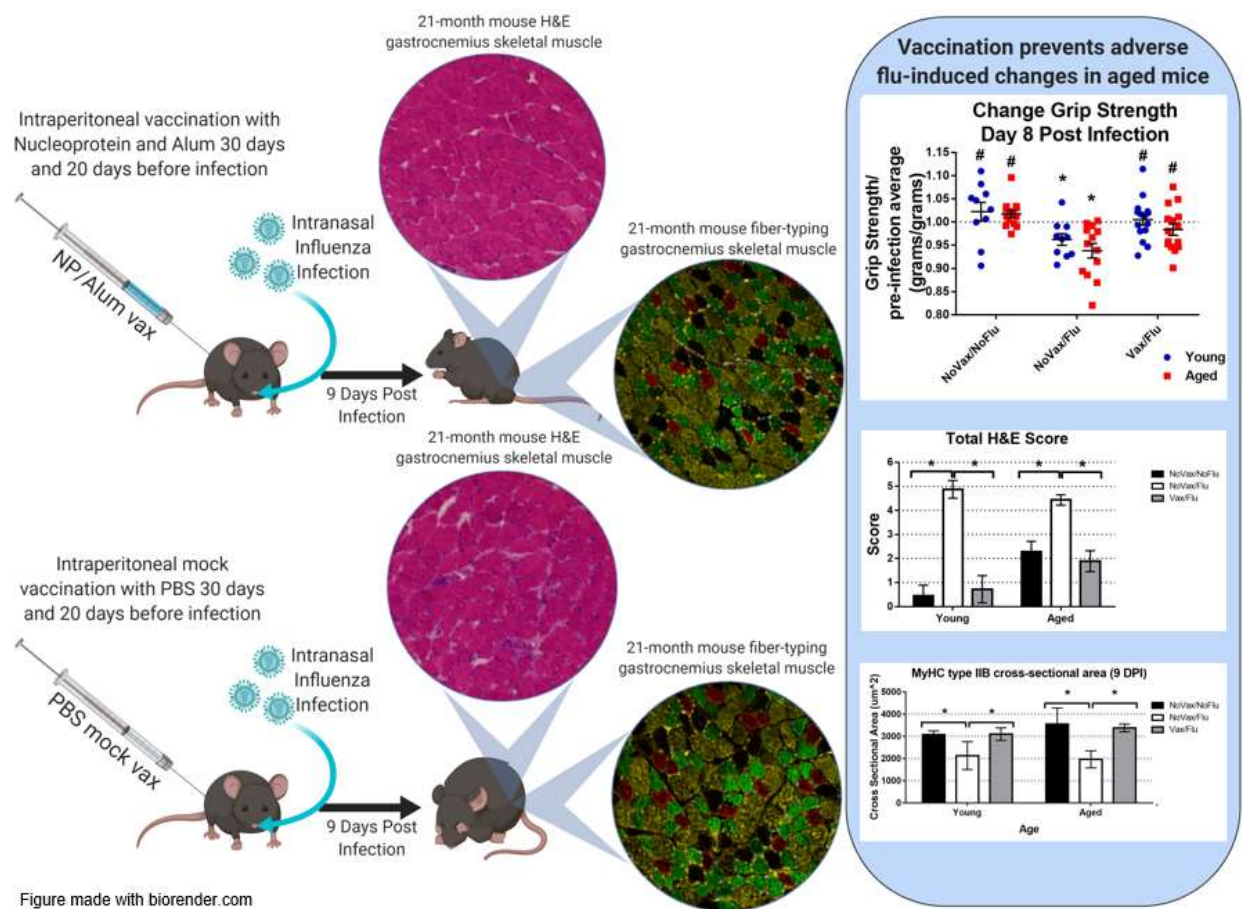 21-month mouse H&E
gastrocnemius skeletal muscle
Intraperitoneal vaccination with
Nucleoprotein and Alum 30 days
and 20 days before infection
NP/Alum vax
Intranasal
Influenza
Infection
9 Days Post
Infection
21-month mouse fiber-typing
gastrocnemius skeletal muscle
21-month mouse H&E
gastrocnemius skeletal muscle
Intraperitoneal mock
vaccination with PBS 30 days
and 20 days before infection
PBS mock vax
Intranasal
Influenza
Infection
9 Days Post
Infection
21-month mouse fiber-typing
gastrocnemius skeletal muscle
Figure made with biorender.com
Vaccination prevents adverse
flu-induced changes in aged mice
Change Grip Strength
Day 8 Post Infection
Grip Strength/
pre-infection average
(grams/grams)
1.15
1.10
1.05
1.00
0.95
0.90
0.85
0.80
# # * * # #
NoVax/NoFlu
NoVax/Flu
Vax/Flu
Young
Aged
Total H&E Score
Score
6
5
4
3
2
1
0
* * * *
Young
Aged
NoVax/NoFlu
NoVax/Flu
Vax/Flu
MyHC type IIB cross-sectional area (9 DPI)
Cross Sectional Area (um^2)
5000
4000
3000
2000
1000
0
* * * *
Young
Aged
Age
NoVax/NoFlu
NoVax/Flu
Vax/Flu